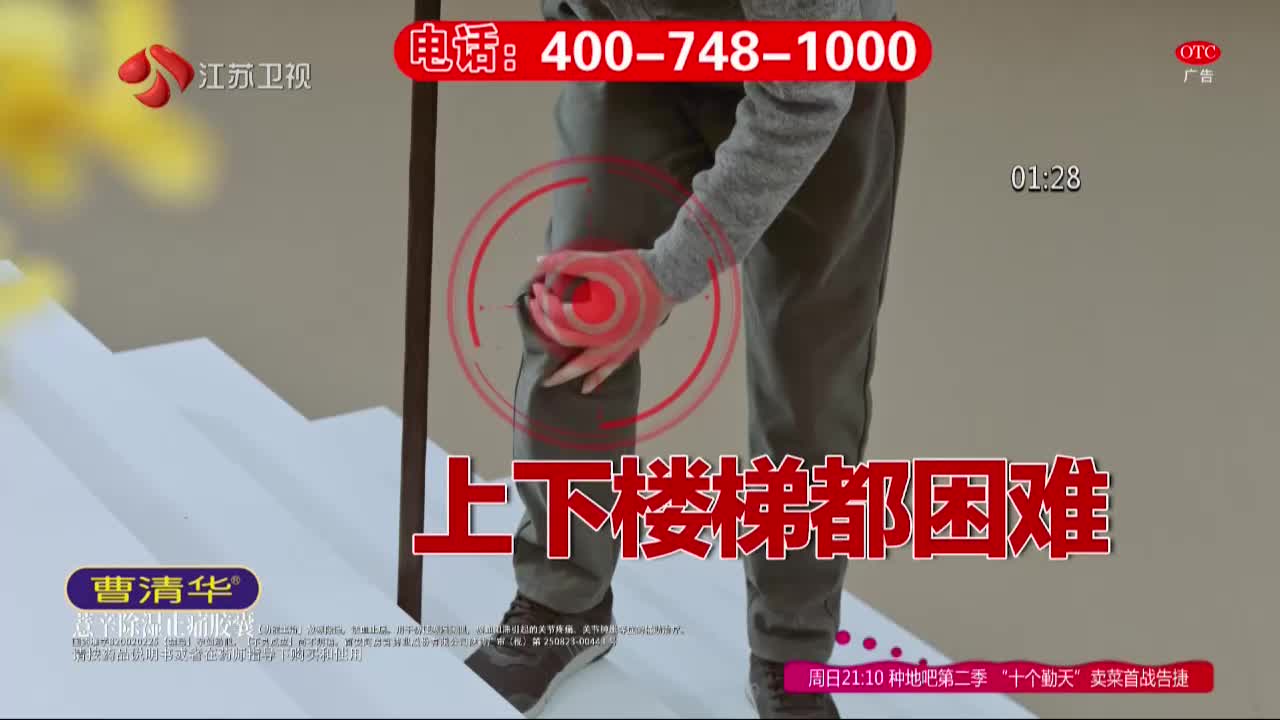 电话：400-748-1000
OTC
江苏卫视
广告
01:28
上下楼梯都困难
曹清华®
薏辛除湿止痛胶囊
请按药品说明书或者在药师指导下购买和使用
周日21:10 种地吧第二季 “十个勤天” 卖菜首战告捷